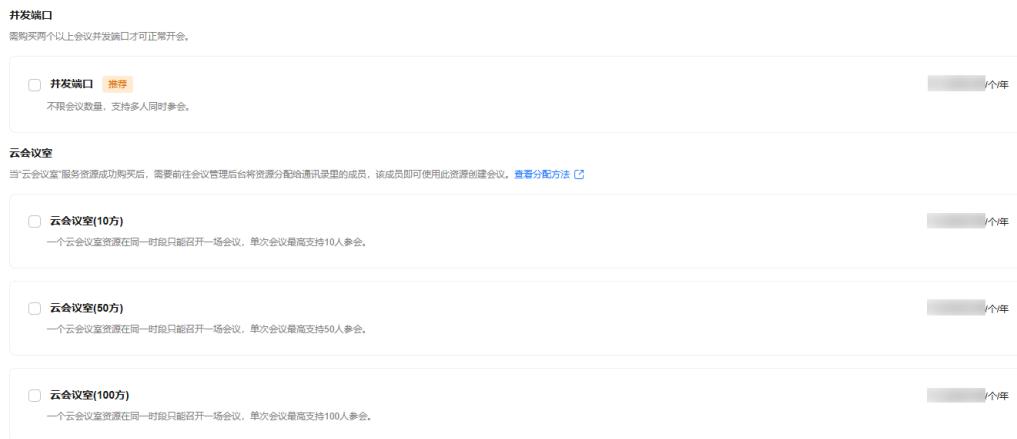 并发端口
需购买两个以上会议并发端口才可正常开会。
并发端口 推荐 /个/年
不限会议数量，支持多人同时参会。
云会议室
当“云会议室”服务资源成功购买后，需要前往会议管理后台将资源分配给通讯录里的成员，该成员即可使用此资源创建会议。查看分配方法
云会议室(10方) /个/年
一个云会议室资源在同一时段只能召开一场会议，单次会议最高支持10人参会。
云会议室(50方) /个/年
一个云会议室资源在同一时段只能召开一场会议，单次会议最高支持50人参会。
云会议室(100方) /个/年
一个云会议室资源在同一时段只能召开一场会议，单次会议最高支持100人参会。